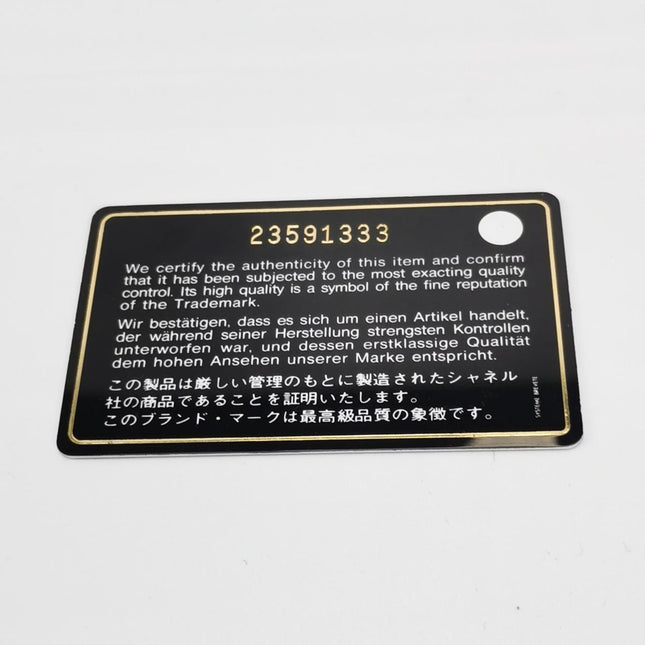 23591333
We certify the authenticity of this item and confirm
that it has been subjected to the most exacting quality
control. Its high quality is a symbol of the fine reputation
of the Trademark.
Wir bestätigen, dass es sich um einen Artikel handelt,
der während seiner Herstellung strengsten Kontrollen
unterworfen war, und dessen erstklassige Qualität
dem hohen Ansehen unserer Marke entspricht.
この製品は厳しい管理のもとに製造されたシャネル
社の商品であることを証明いたします。
このブランド・マークは最高級品質の象徴です。
SYSTEME BREVETE